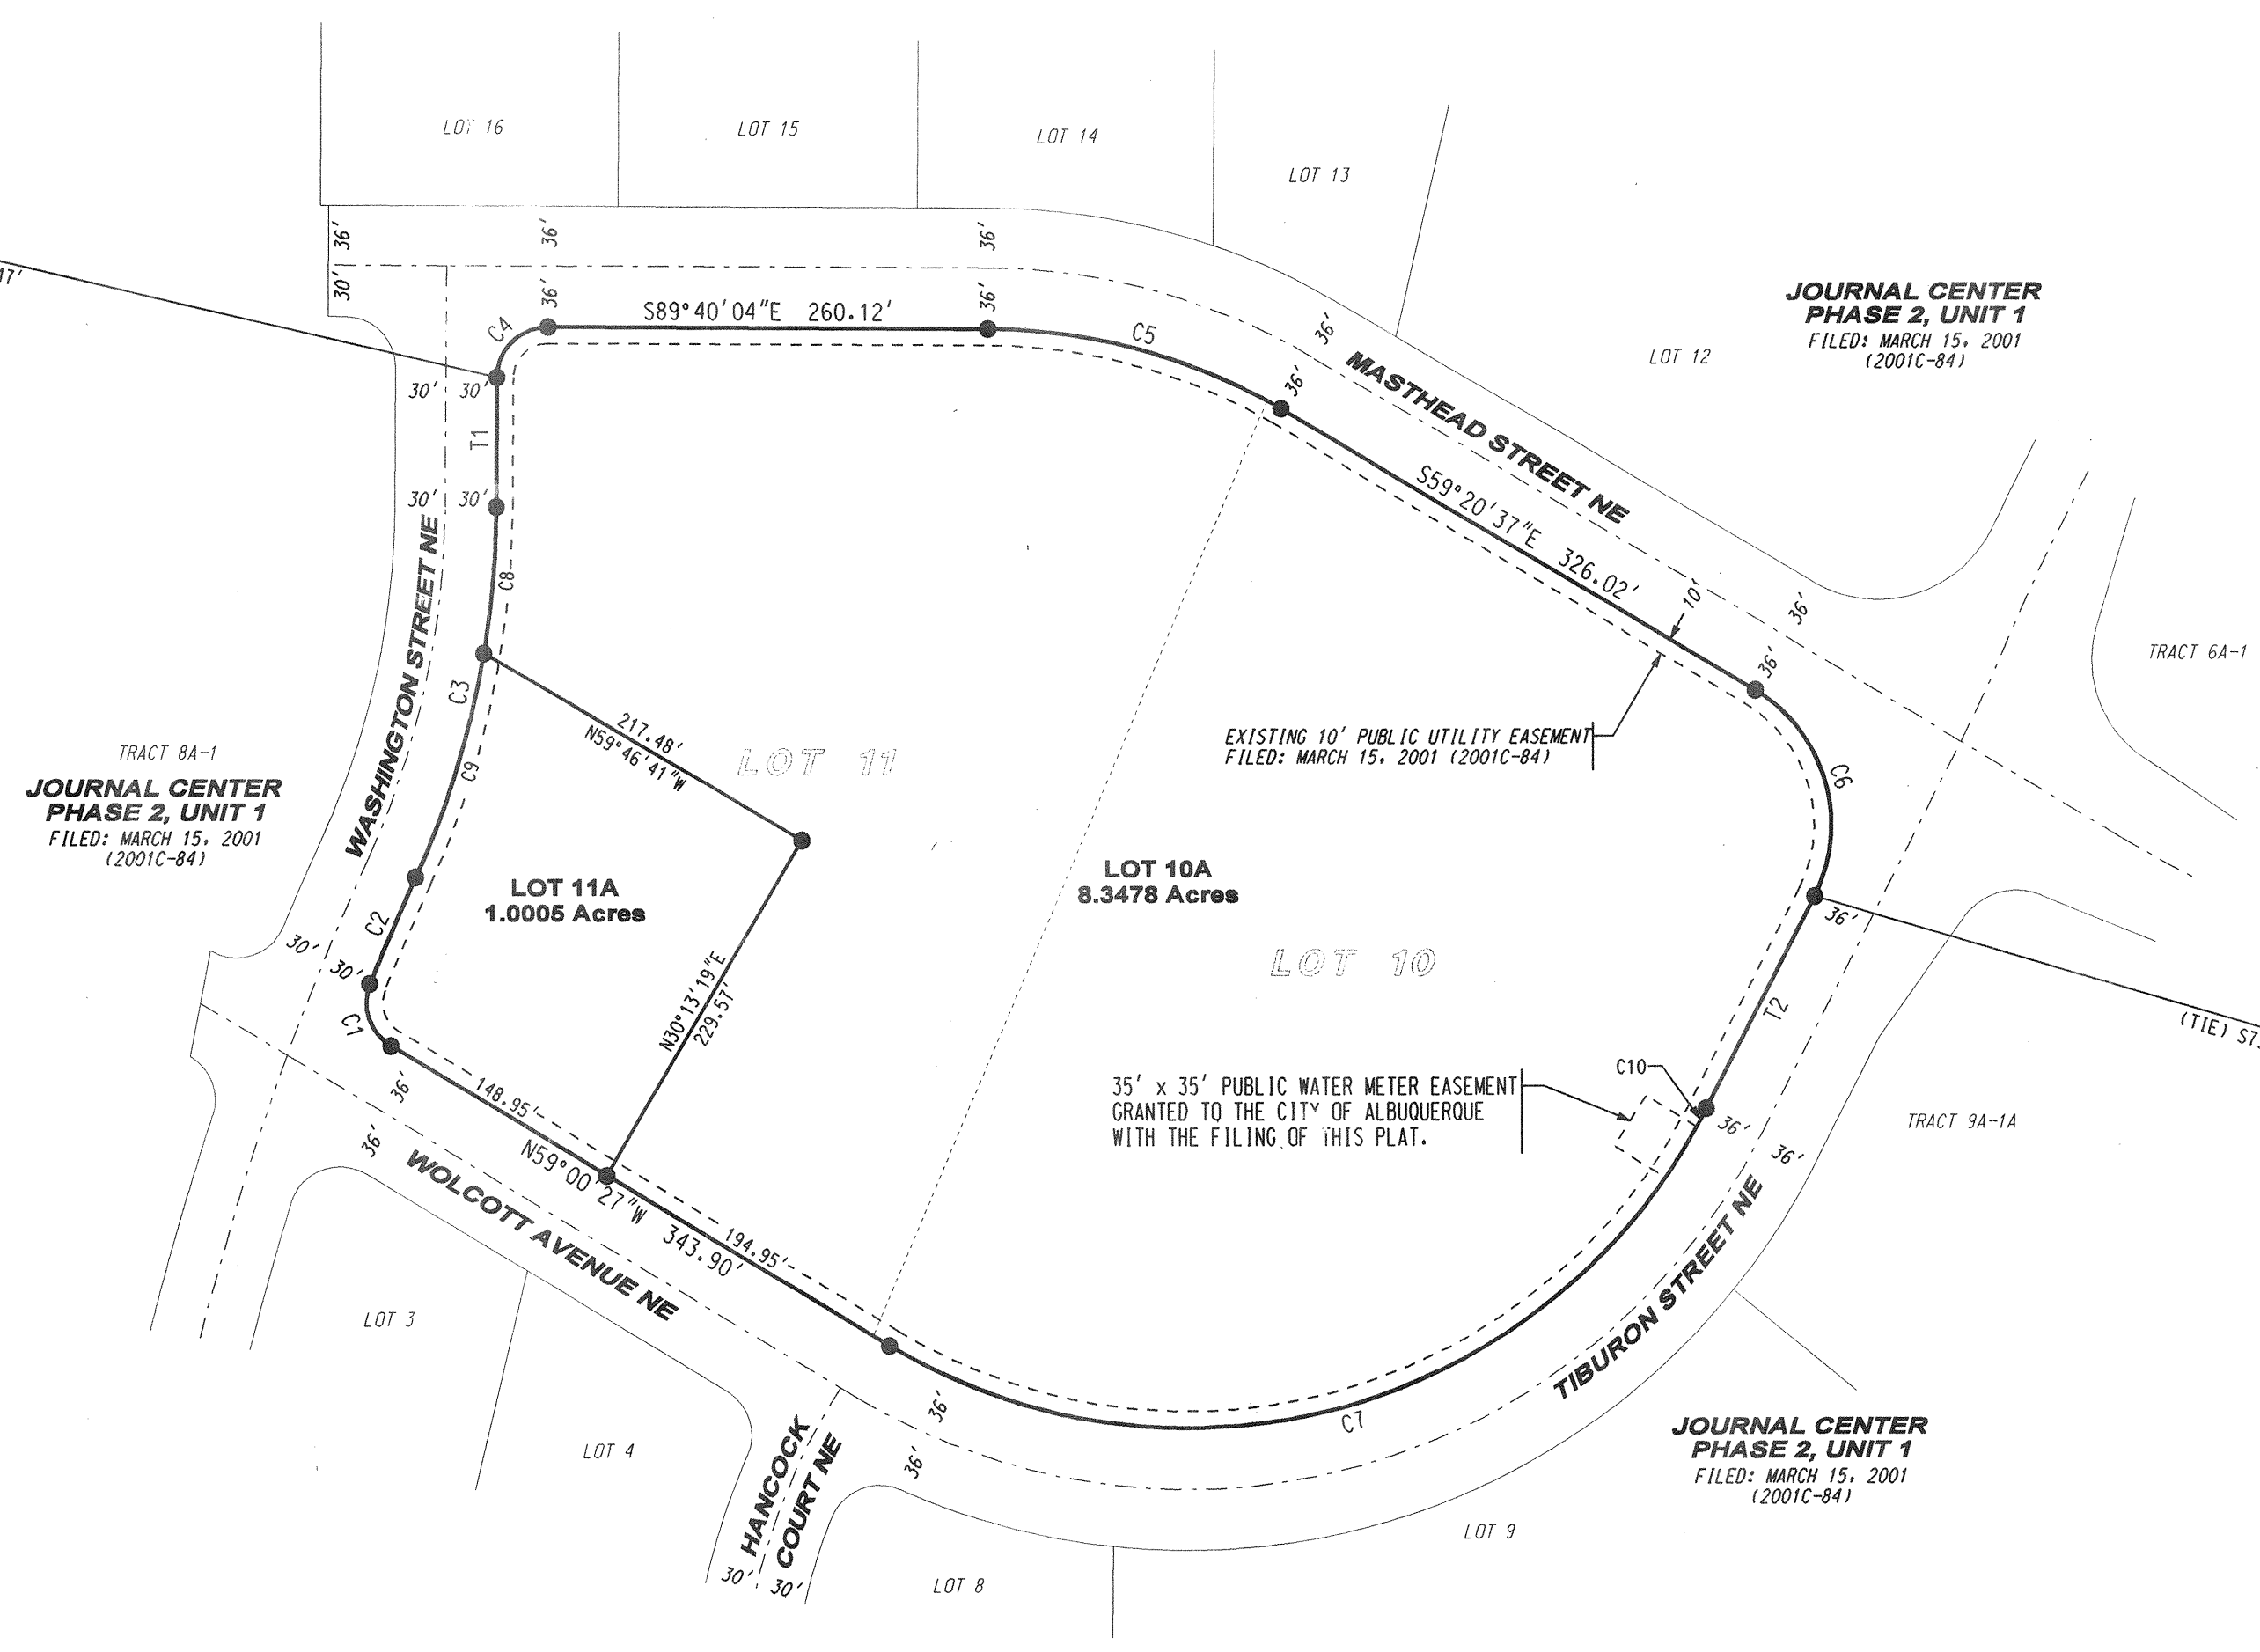 LOT 16
LOT 15
LOT 14
LOT 13
36'
36'
36'
30'
36'
36'
17'
S89°40'04"E 260.12'
C4
C5
36'
MASTHEAD STREET NE
JOURNAL CENTER
PHASE 2, UNIT 1
FILED: MARCH 15, 2001
(2001C-84)
LOT 12
30'
30'
36'
T1
30'
30'
S59°20'37"E 326.02'
10'
36'
36'
TRACT 6A-1
C8
WASHINGTON STREET NE
C3
217.48'
N59°46'41"W
LOT 11
EXISTING 10' PUBLIC UTILITY EASEMENT
FILED: MARCH 15, 2001 (2001C-84)
C6
TRACT 8A-1
JOURNAL CENTER
PHASE 2, UNIT 1
FILED: MARCH 15, 2001
(2001C-84)
C9
LOT 11A
1.0005 Acres
LOT 10A
8.3478 Acres
LOT 10
36'
C2
30'
30'
N30°13'19"E
229.57'
T2
(TIE) S7
C1
36'
148.95'
C10
35' x 35' PUBLIC WATER METER EASEMENT
GRANTED TO THE CITY OF ALBUQUERQUE
WITH THE FILING OF THIS PLAT.
36'
36'
TRACT 9A-1A
36'
N59°00'27"W 343.90'
194.95'
WOLCOTT AVENUE NE
TIBURON STREET NE
LOT 3
36'
36'
C7
LOT 4
HANCOCK
COURT NE
30'
30'
LOT 8
LOT 9
JOURNAL CENTER
PHASE 2, UNIT 1
FILED: MARCH 15, 2001
(2001C-84)